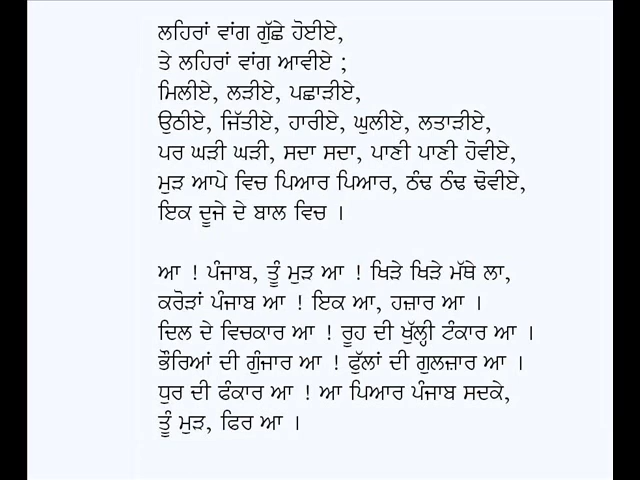 ਲਹਿਰਾਂ ਵਾਂਗ ਗੁੱਛੇ ਹੋਈਏ,
ਤੇ ਲਹਿਰਾਂ ਵਾਂਗ ਆਵੀਏ ;
ਮਿਲੀਏ, ਲੜੀਏ, ਪਛਾੜੀਏ,
ਉਠੀਏ, ਜਿੱਤੀਏ, ਹਾਰੀਏ, ਘੁਲੀਏ, ਲਤਾੜੀਏ,
ਪਰ ਘੜੀ ਘੜੀ, ਸਦਾ ਸਦਾ, ਪਾਣੀ ਪਾਣੀ ਹੋਵੀਏ,
ਮੁੜ ਆਪੇ ਵਿਚ ਪਿਆਰ ਪਿਆਰ, ਠੰਢ ਠੰਢ ਢੋਵੀਏ,
ਇਕ ਦੂਜੇ ਦੇ ਬਾਲ ਵਿਚ ।
ਆ ! ਪੰਜਾਬ, ਤੂੰ ਮੁੜ ਆ ! ਖਿੜੇ ਖਿੜੇ ਮੱਥੇ ਲਾ,
ਕਰੋੜਾਂ ਪੰਜਾਬ ਆ ! ਇਕ ਆ, ਹਜ਼ਾਰ ਆ ।
ਦਿਲ ਦੇ ਵਿਚਕਾਰ ਆ ! ਰੂਹ ਦੀ ਖੁੱਲ੍ਹੀ ਟੰਕਾਰ ਆ ।
ਭੌਰਿਆਂ ਦੀ ਗੁੰਜਾਰ ਆ ! ਫੁੱਲਾਂ ਦੀ ਗੁਲਜ਼ਾਰ ਆ ।
ਧੁਰ ਦੀ ਫੰਕਾਰ ਆ ! ਆ ਪਿਆਰ ਪੰਜਾਬ ਸਦਕੇ,
ਤੂੰ ਮੁੜ, ਫਿਰ ਆ ।